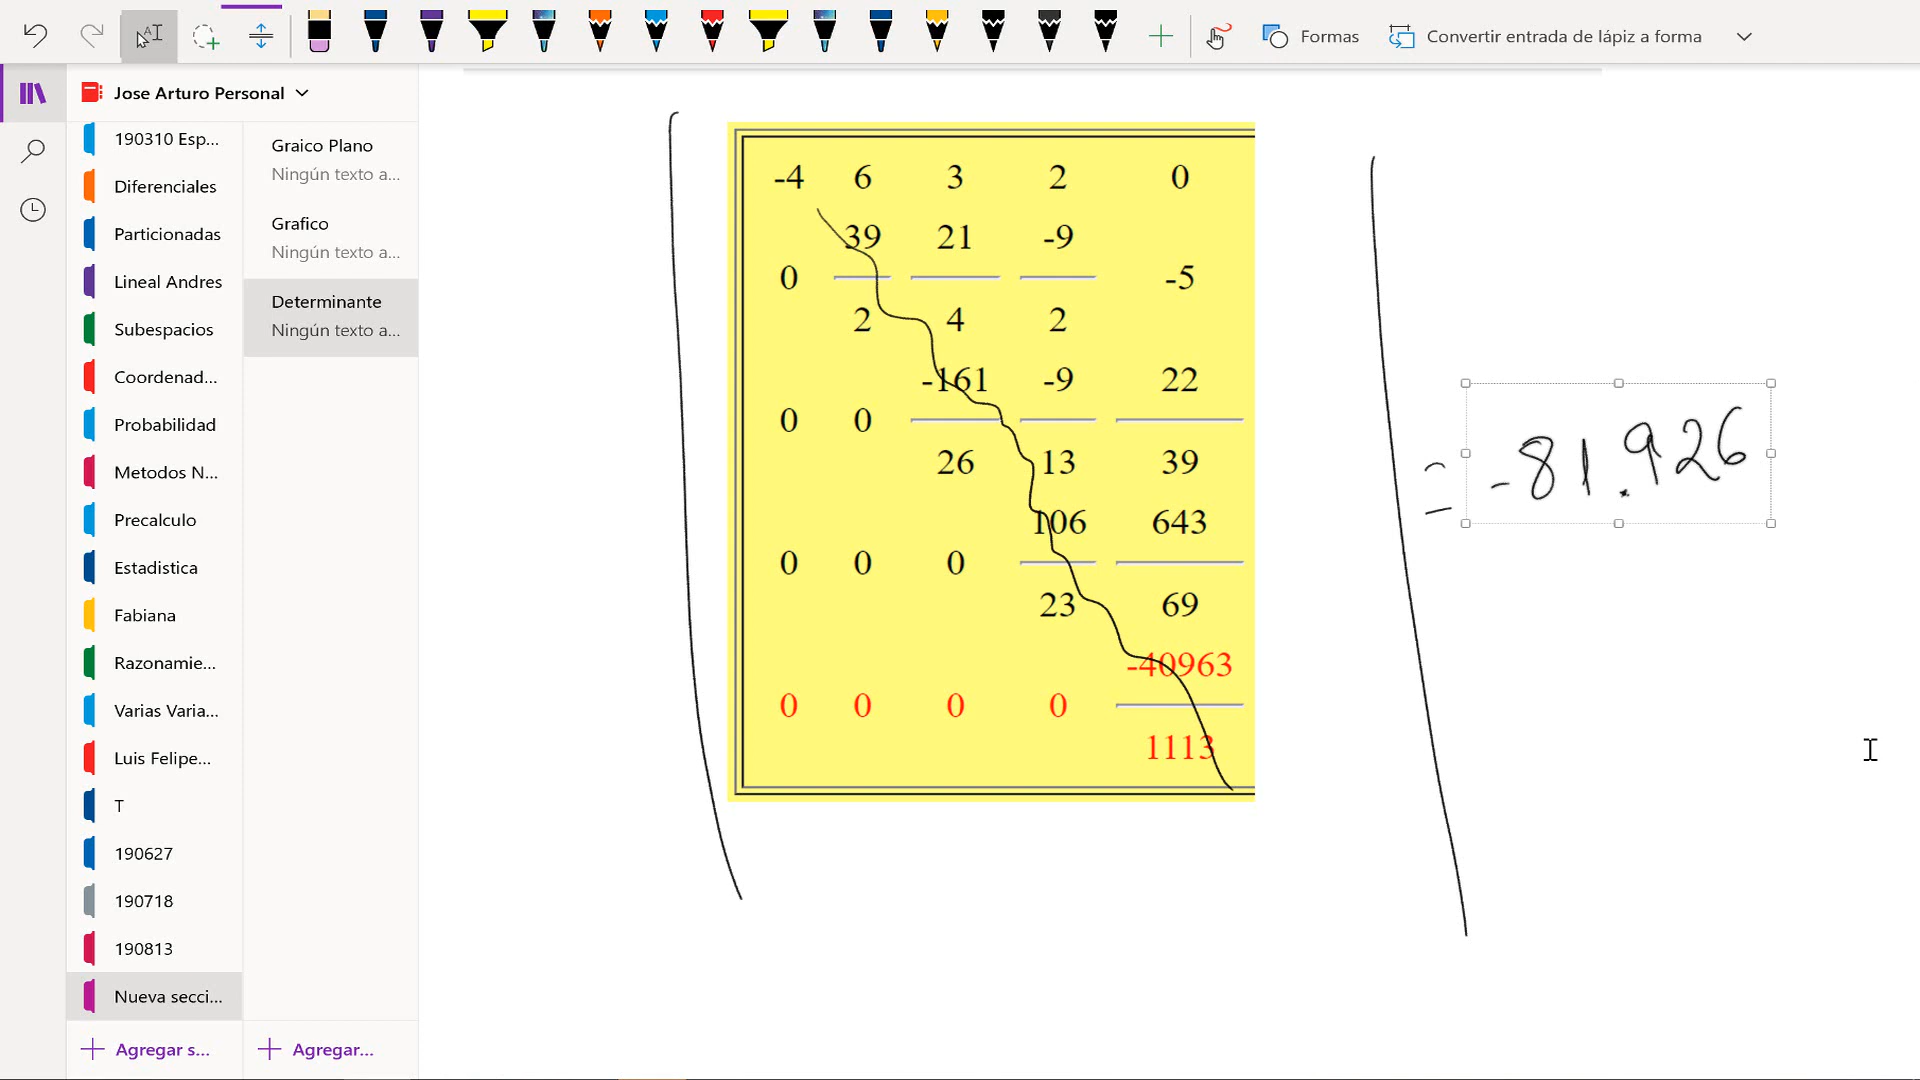 Formas
Convertir entrada de lápiz a forma
Jose Arturo Personal
190310 Esp...
Diferenciales
Particionadas
Lineal Andres
Subespacios
Coordenad...
Probabilidad
Metodos N...
Precalculo
Estadistica
Fabiana
Razonamie...
Varias Varia...
Luis Felipe...
T
190627
190718
190813
Nueva secci...
Agregar s...
Graico Plano
Ningún texto a...
Grafico
Ningún texto a...
Determinante
Ningún texto a...
Agregar...
-4 6 3 2 0
39 21 -9
0 -5
2 4 2
-161 -9 22
0 0
26 13 39
106 643
0 0 0
23 69
-40963
0 0 0 0
1113
= -81.926